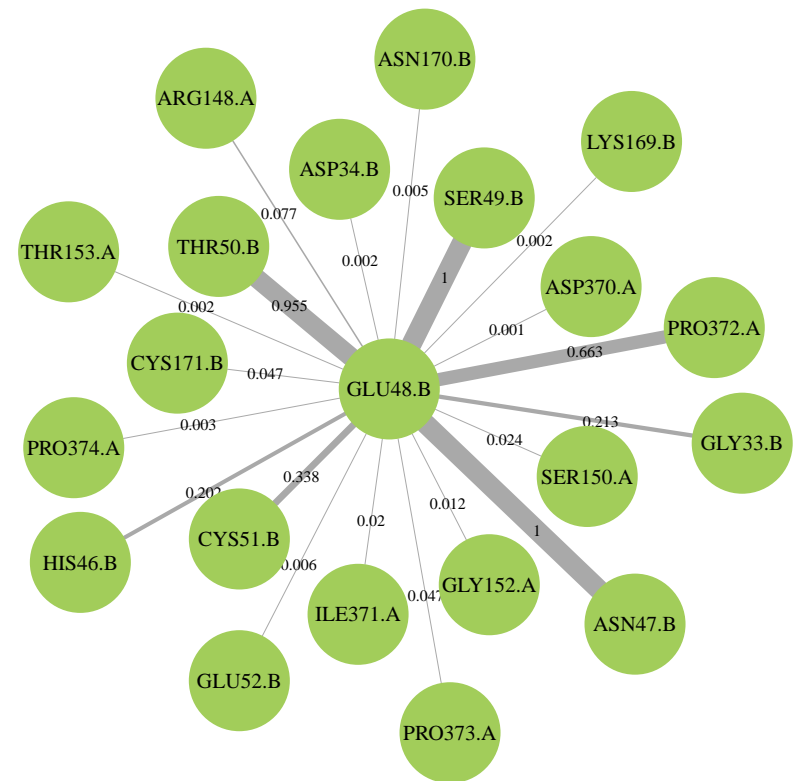 ASN170.B
ARG148.A
LYS169.B
ASP34.B
0.005
SER49.B
0.077
0.002
THR50.B
THR153.A
0.002
1
ASP370.A
0.002
0.955
0.001
PRO372.A
0.663
CYS171.B
0.047
GLU48.B
0.003
0.213
PRO374.A
0.024
GLY33.B
0.338
SER150.A
0.202
0.012
0.02
1
CYS51.B
HIS46.B
0.006
GLY152.A
0.047
ILE371.A
ASN47.B
GLU52.B
PRO373.A